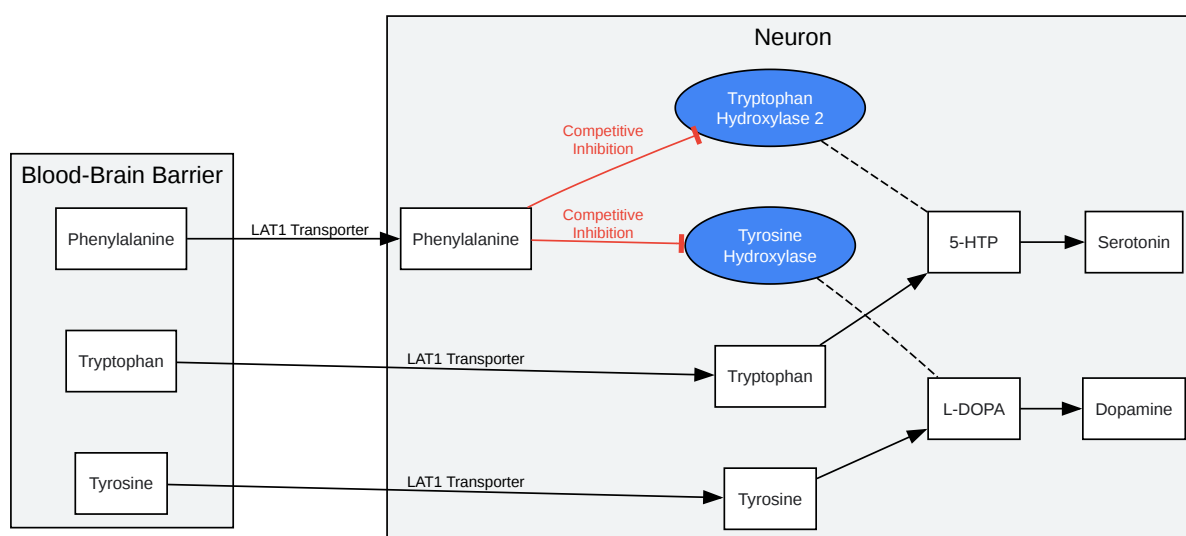 Neuron
Tryptophan
Hydroxylase 2
Competitive
Inhibition
Blood-Brain Barrier
Phenylalanine
LAT1 Transporter
Phenylalanine
Competitive
Inhibition
Tyrosine
Hydroxylase
5-HTP
Serotonin
Tryptophan
LAT1 Transporter
Tryptophan
L-DOPA
Dopamine
Tyrosine
LAT1 Transporter
Tyrosine